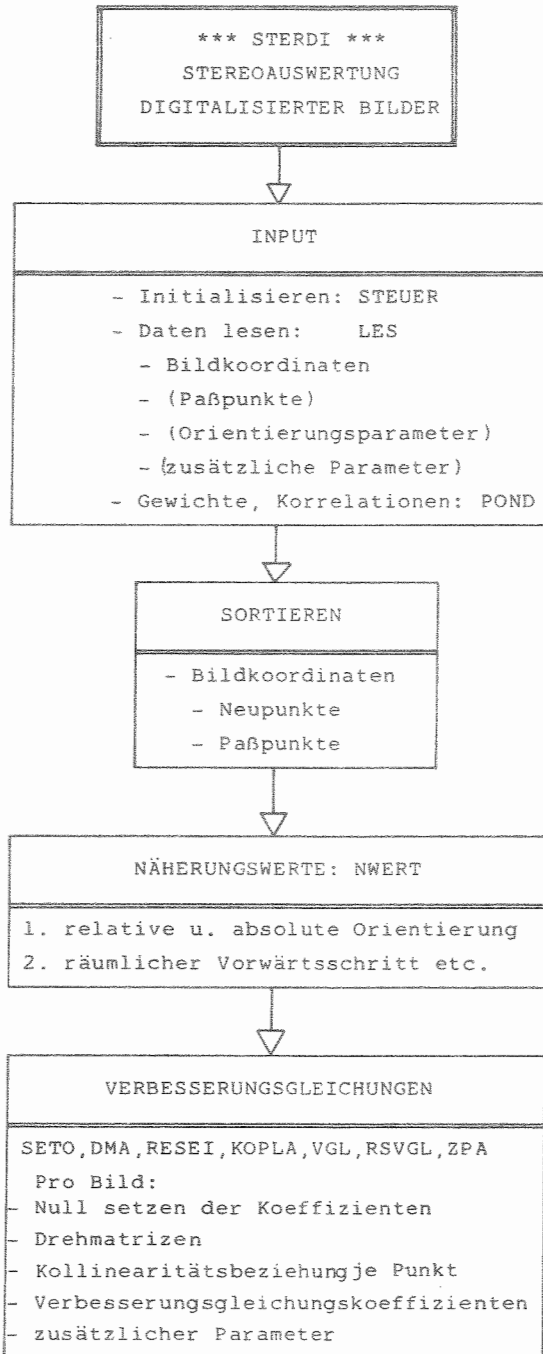 *** STERDI ***
STEREOAUSWERTUNG
DIGITALISIERTER BILDER
INPUT
- Initialisieren: STEUER
- Daten lesen: LES
- Bildkoordinaten
- (Paßpunkte)
- (Orientierungsparameter)
- (zusätzliche Parameter)
- Gewichte, Korrelationen: POND
SORTIEREN
- Bildkoordinaten
- Neupunkte
- Paßpunkte
NÄHERUNGSWERTE: NWERT
1. relative u. absolute Orientierung
2. räumlicher Vorwärtsschritt etc.
VERBESSERUNGSGLEICHUNGEN
SETO,DMA,RESEI,KOPLA,VGL,RSVGL,ZPA
Pro Bild:
- Null setzen der Koeffizienten
- Drehmatrizen
- Kollinearitätsbeziehung je Punkt
- Verbesserungsgleichungskoeffizienten
- zusätzlicher Parameter